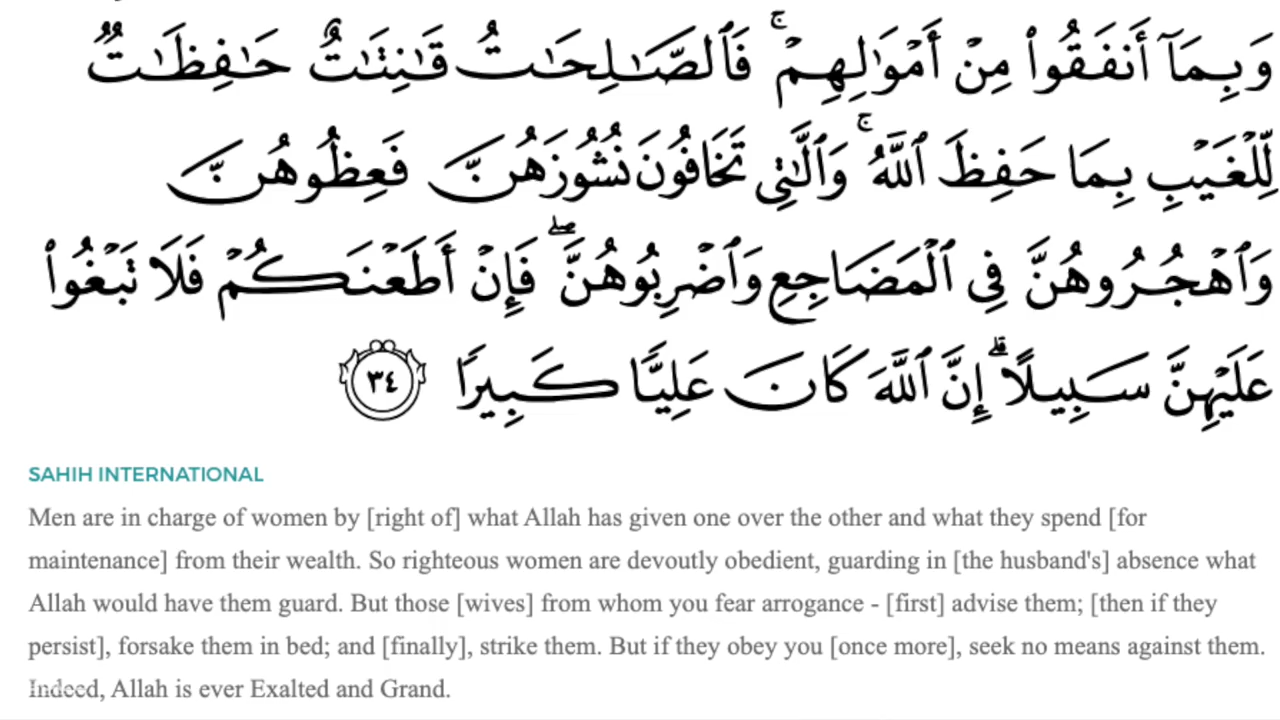 وَبِمَآ أَنفَقُوا۟ مِنْ أَمْوَٰلِهِمْ ۚ فَٱلصَّـٰلِحَـٰتُ قَـٰنِتَـٰتٌ حَـٰفِظَـٰتٌ
لِّلْغَيْبِ بِمَا حَفِظَ ٱللَّهُ ۚ وَٱلَّـٰتِى تَخَافُونَ نُشُوزَهُنَّ فَعِظُوهُنَّ
وَٱهْجُرُوهُنَّ فِى ٱلْمَضَاجِعِ وَٱضْرِبُوهُنَّ ۖ فَإِنْ أَطَعْنَكُمْ فَلَا تَبْغُوا۟
عَلَيْهِنَّ سَبِيلًا ۗ إِنَّ ٱللَّهَ كَانَ عَلِيًّا كَبِيرًا ٣٤
SAHIH INTERNATIONAL
Men are in charge of women by [right of] what Allah has given one over the other and what they spend [for
maintenance] from their wealth. So righteous women are devoutly obedient, guarding in [the husband's] absence what
Allah would have them guard. But those [wives] from whom you fear arrogance - [first] advise them; [then if they
persist], forsake them in bed; and [finally], strike them. But if they obey you [once more], seek no means against them.
Indeed, Allah is ever Exalted and Grand.